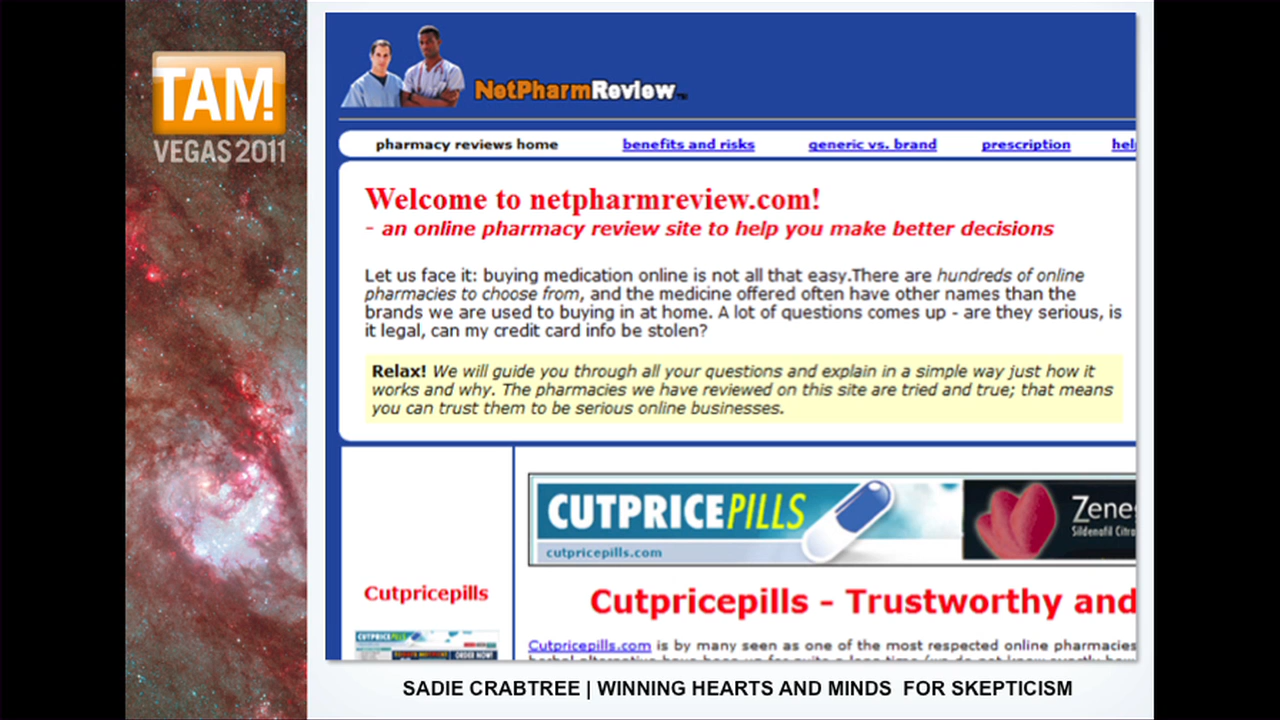 TAM!
VEGAS 2011
NetPharmReview
pharmacy reviews home benefits and risks generic vs. brand prescription
Welcome to netpharmreview.com!
- an online pharmacy review site to help you make better decisions
Let us face it: buying medication online is not all that easy.There are hundreds of online
pharmacies to choose from, and the medicine offered often have other names than the
brands we are used to buying in at home. A lot of questions comes up - are they serious, is
it legal, can my credit card info be stolen?
Relax! We will guide you through all your questions and explain in a simple way just how it
works and why. The pharmacies we have reviewed on this site are tried and true; that means
you can trust them to be serious online businesses.
CUTPRICEPILLS
cutpricepills.com
Zene
Sildenafil Citra
Cutpricepills
Cutpricepills - Trustworthy and
CUTPRICEPILLS
ORDER NOW!
Cutpricepills.com is by many seen as one of the most respected online pharmacies
SADIE CRABTREE | WINNING HEARTS AND MINDS FOR SKEPTICISM